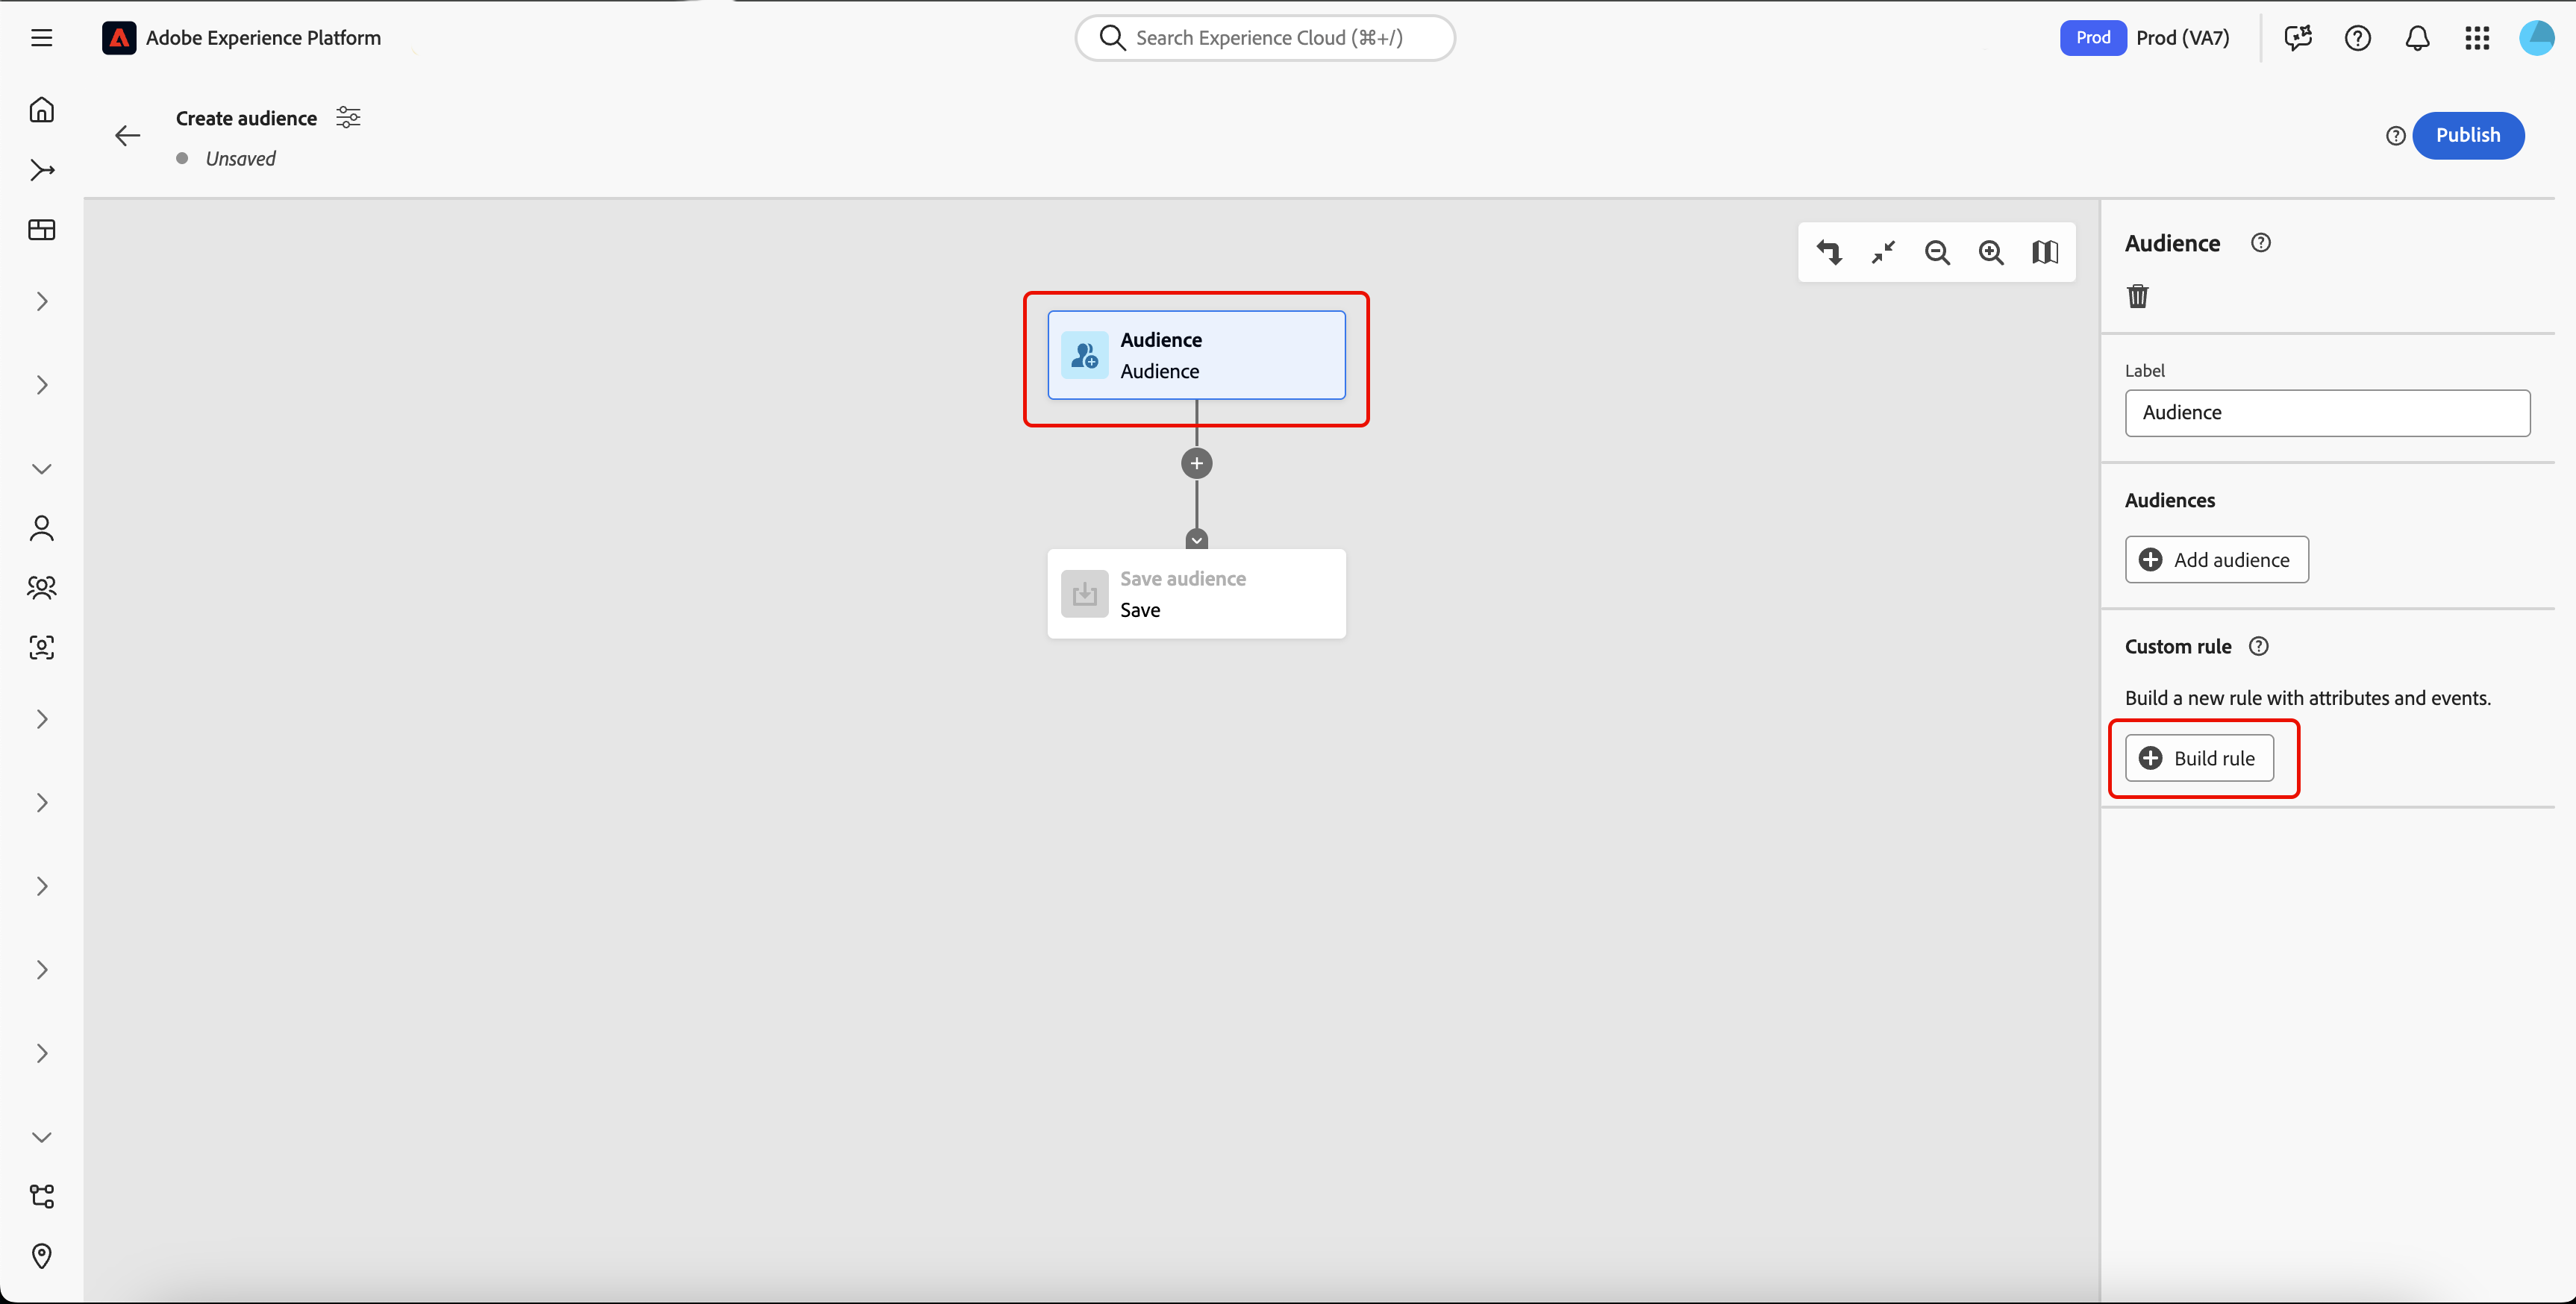 Adobe Experience Platform
Search Experience Cloud (⌘+/)
Prod
Prod (VA7)
Create audience
Unsaved
Publish
Audience
Audience
Save audience
Save
Audience
Label
Audience
Audiences
Add audience
Custom rule
Build a new rule with attributes and events.
Build rule